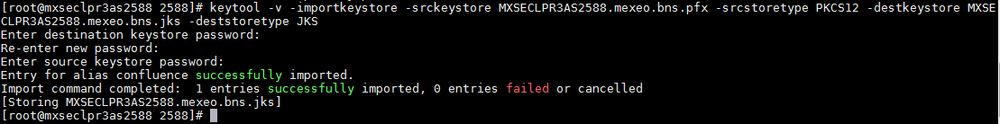 [root@mxseclpr3as2588 2588]# keytool -v -importkeystore -srckeystore MXSECLPR3AS2588.mexeo.bns.pfx -srcstoretype PKCS12 -destkeystore MXSE
CLPR3AS2588.mexeo.bns.jks -deststoretype JKS
Enter destination keystore password:
Re-enter new password:
Enter source keystore password:
Entry for alias confluence successfully imported.
Import command completed:  1 entries successfully imported, 0 entries failed or cancelled
[Storing MXSECLPR3AS2588.mexeo.bns.jks]
[root@mxseclpr3as2588 2588]#